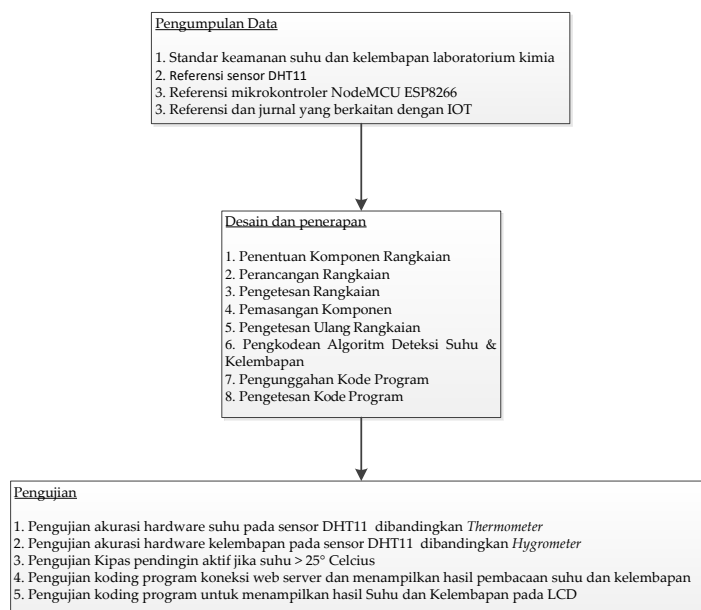 Pengumpulan Data
1. Standar keamanan suhu dan kelembapan laboratorium kimia
2. Referensi sensor DHT11
3. Referensi mikrokontroler NodeMCU ESP8266
3. Referensi dan jurnal yang berkaitan dengan IOT
Desain dan penerapan
1. Penentuan Komponen Rangkaian
2. Perancangan Rangkaian
3. Pengetesan Rangkaian
4. Pemasangan Komponen
5. Pengetesan Ulang Rangkaian
6. Pengkodean Algoritm Deteksi Suhu &
Kelembapan
7. Pengunggahan Kode Program
8. Pengetesan Kode Program
Pengujian
1. Pengujian akurasi hardware suhu pada sensor DHT11 dibandingkan Thermometer
2. Pengujian akurasi hardware kelembapan pada sensor DHT11 dibandingkan Hygrometer
3. Pengujian Kipas pendingin aktif jika suhu > 25° Celcius
4. Pengujian koding program koneksi web server dan menampilkan hasil pembacaan suhu dan kelembapan
5. Pengujian koding program untuk menampilkan hasil Suhu dan Kelembapan pada LCD